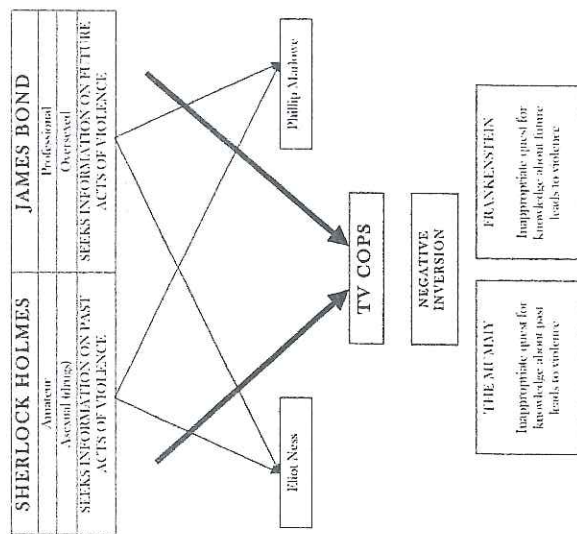 SHERLOCK HOLMES
Amateur
Asexual (drugs)
SEEKS INFORMATION ON PAST
ACTS OF VIOLENCE
JAMES BOND
Professional
Oversexed
SEEKS INFORMATION ON FUTURE
ACTS OF VIOLENCE
Eliot Ness
Phillip Marlowe
TV COPS
NEGATIVE
INVERSION
THE MUMMY
Inappropriate quest for
knowledge about past
leads to violence
FRANKENSTEIN
Inappropriate quest for
knowledge about future
leads to violence